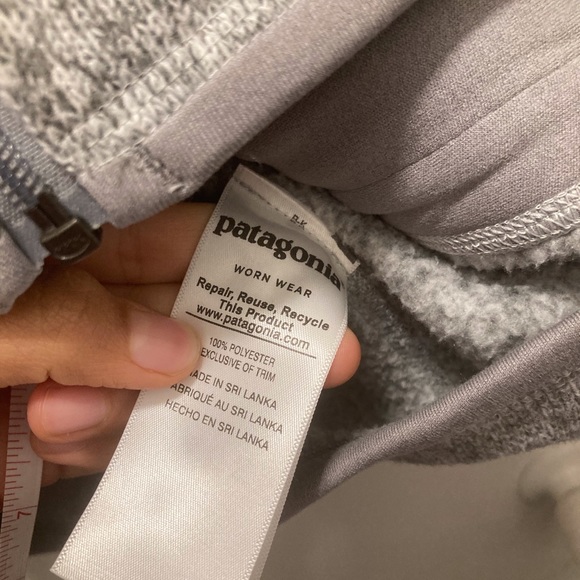 R-K
patagonia
WORN WEAR
Repair, Reuse, Recycle
This Product
www.patagonia.com
100% POLYESTER
EXCLUSIVE OF TRIM
MADE IN SRI LANKA
FABRIQUÉ AU SRI LANKA
HECHO EN SRI LANKA
7